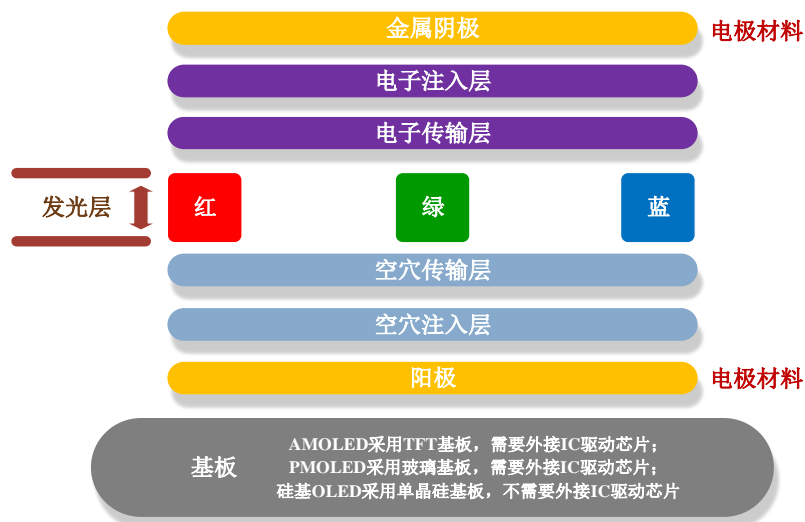 金属阴极
电极材料
电子注入层
电子传输层
发光层
红
绿
蓝
空穴传输层
空穴注入层
阳极
电极材料
基板
AMOLED采用TFT基板，需要外接IC驱动芯片；
PMOLED采用玻璃基板，需要外接IC驱动芯片；
硅基OLED采用单晶硅基板，不需要外接IC驱动芯片